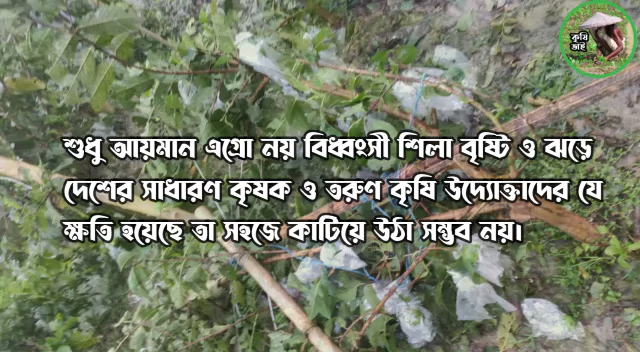 কৃষি
ভাই
শুধু আয়মান এগ্রো নয় বিধ্বংসী শিলা বৃষ্টি ও ঝড়ে
দেশের সাধারণ কৃষক ও তরুণ কৃষি উদ্যোক্তাদের যে
ক্ষতি হয়েছে তা সহজে কাটিয়ে উঠা সম্ভব নয়।